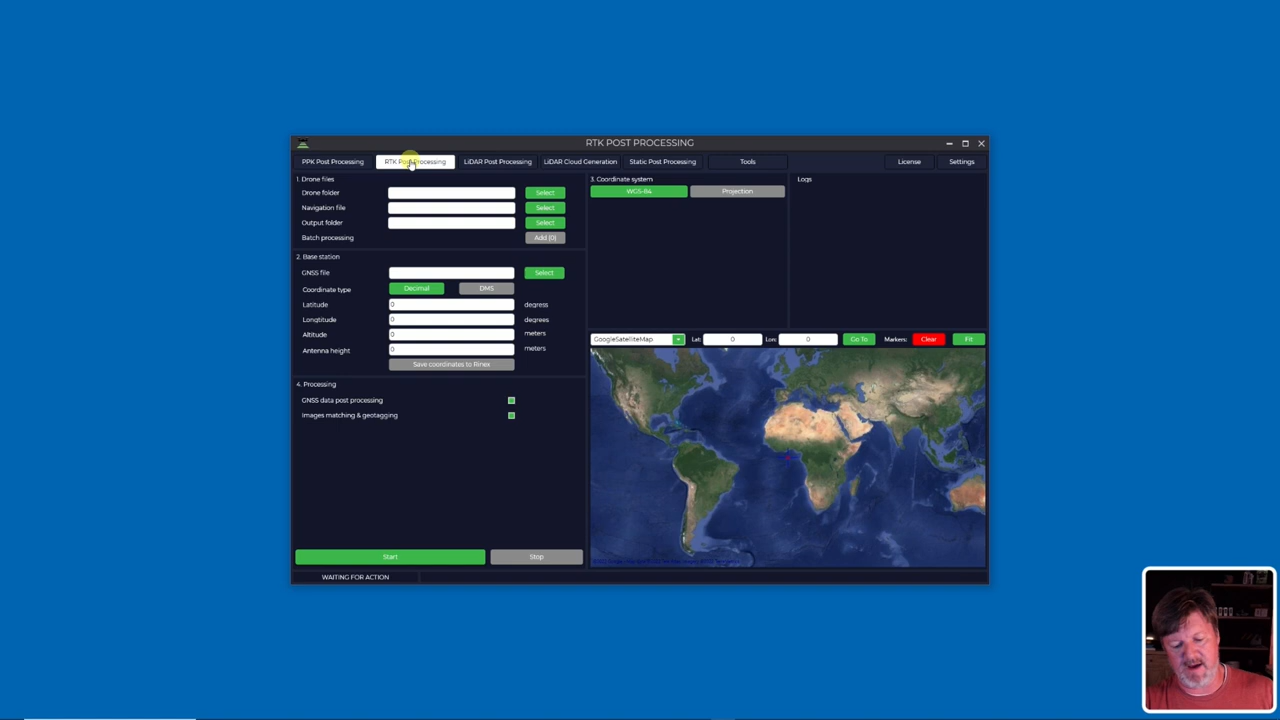 RTK POST PROCESSING
PPK Post Processing
RTK Post Processing
LiDAR Post Processing
LiDAR Cloud Generation
Static Post Processing
Tools
License
Settings
1. Drone files
Drone folder
Select
Navigation file
Select
Output folder
Select
Batch processing
Add (0)
2. Base station
GNSS file
Select
Coordinate type
Decimal
DMS
Latitude
0
degress
Longtitude
0
degrees
Altitude
0
meters
Antenna height
0
meters
Save coordinates to Rinex
4. Processing
GNSS data post processing
Images matching & geotagging
Start
Stop
WAITING FOR ACTION
3. Coordinate system
WGS-84
Projection
Logs
GoogleSatelliteMap
Lat:
0
Lon:
0
Go To
Markers:
Clear
Fit